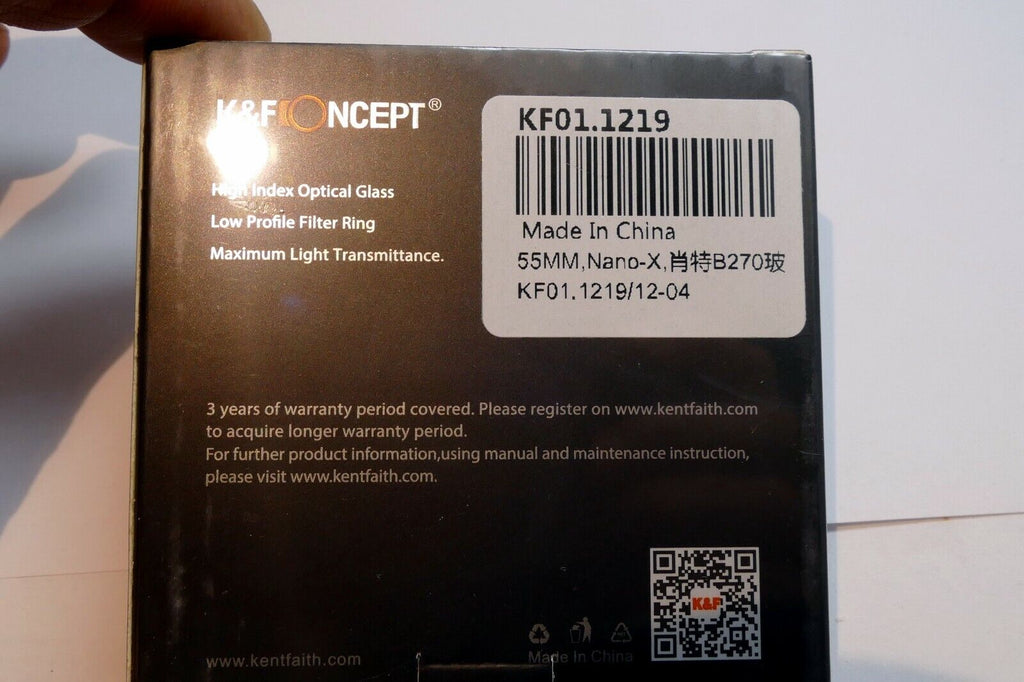 K&F CONCEPT®
High Index Optical Glass
Low Profile Filter Ring
Maximum Light Transmittance.
KF01.1219
Made In China
55MM,Nano-X,肖特B270玻
KF01.1219/12-04
3 years of warranty period covered. Please register on www.kentfaith.com
to acquire longer warranty period.
For further product information,using manual and maintenance instruction,
please visit www.kentfaith.com.
K&F
www.kentfaith.com
Made In China